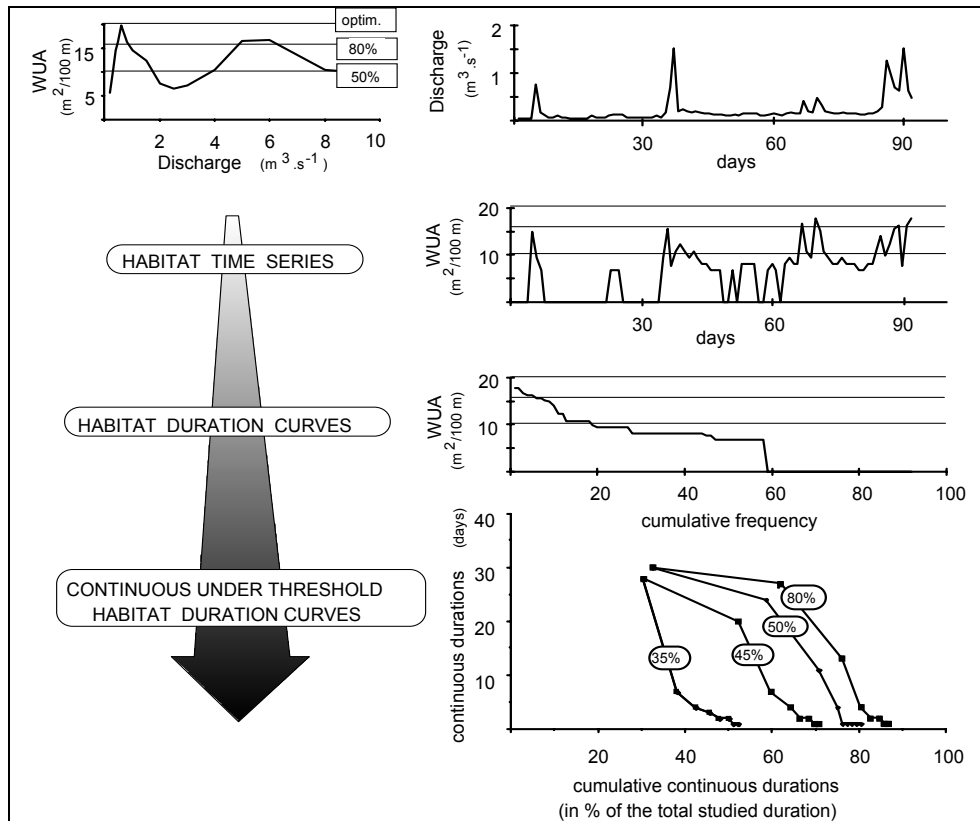 optim.
80%
50%
15
5
WUA
(m²/100 m)
2 4 6 8 10
Discharge (m³.s⁻¹)
2
1
0
Discharge
(m³.s⁻¹)
30 60 90
days
HABITAT TIME SERIES
20
10
WUA
(m²/100 m)
30 60 90
days
HABITAT DURATION CURVES
20
10
WUA
(m²/100 m)
20 40 60 80 100
cumulative frequency
CONTINUOUS UNDER THRESHOLD
HABITAT DURATION CURVES
40
30
20
10
continuous durations (days)
80%
50%
45%
35%
20 40 60 80 100
cumulative continuous durations
(in % of the total studied duration)